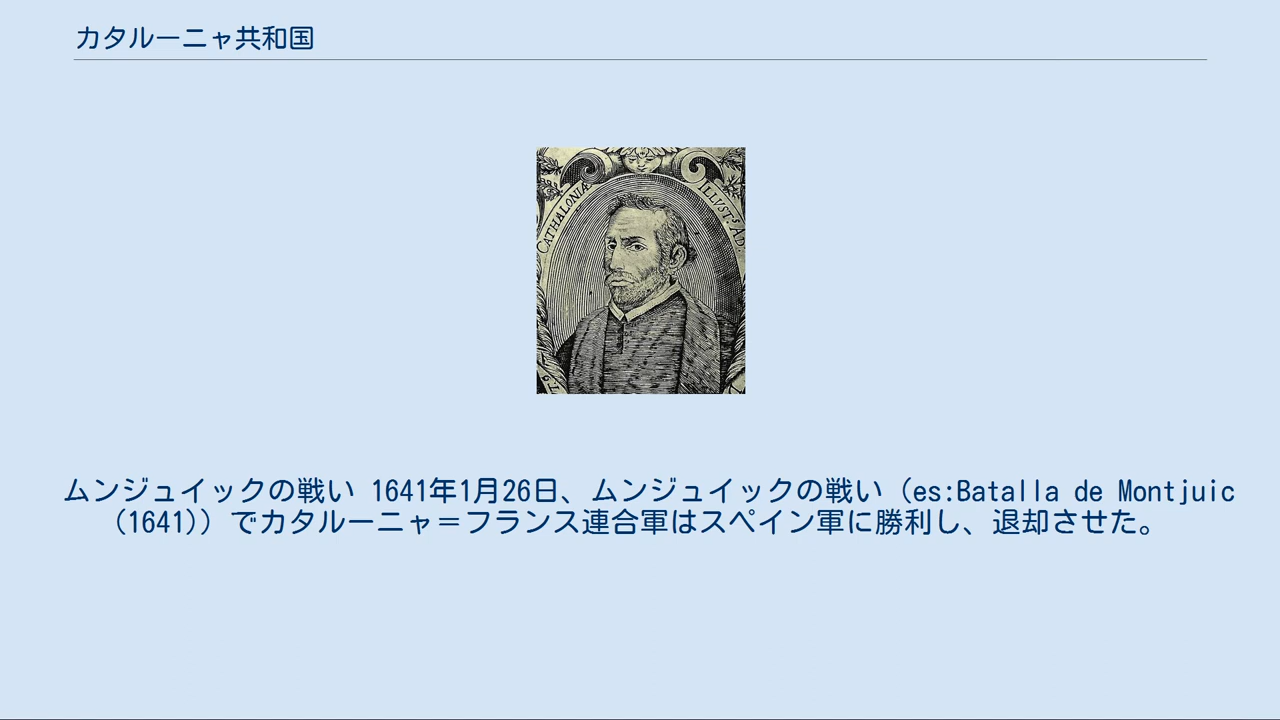 カタルーニャ共和国
CATHALONIÆ ILLVST.S AD.
ムンジュイックの戦い 1641年1月26日、ムンジュイックの戦い（es:Batalla de Montjuic
（1641））でカタルーニャ＝フランス連合軍はスペイン軍に勝利し、退却させた。